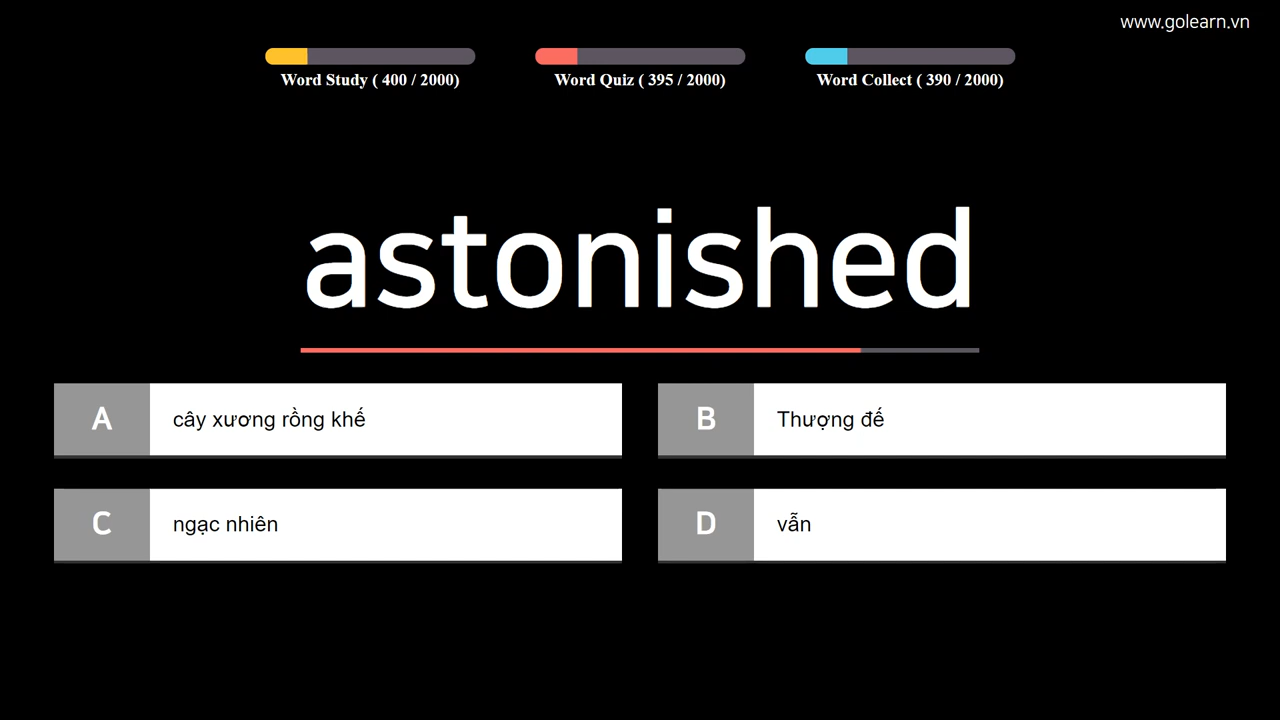 www.golearn.vn
Word Study ( 400 / 2000)
Word Quiz ( 395 / 2000)
Word Collect ( 390 / 2000)
astonished
A cây xương rồng khế
B Thượng đế
C ngạc nhiên
D vẫn